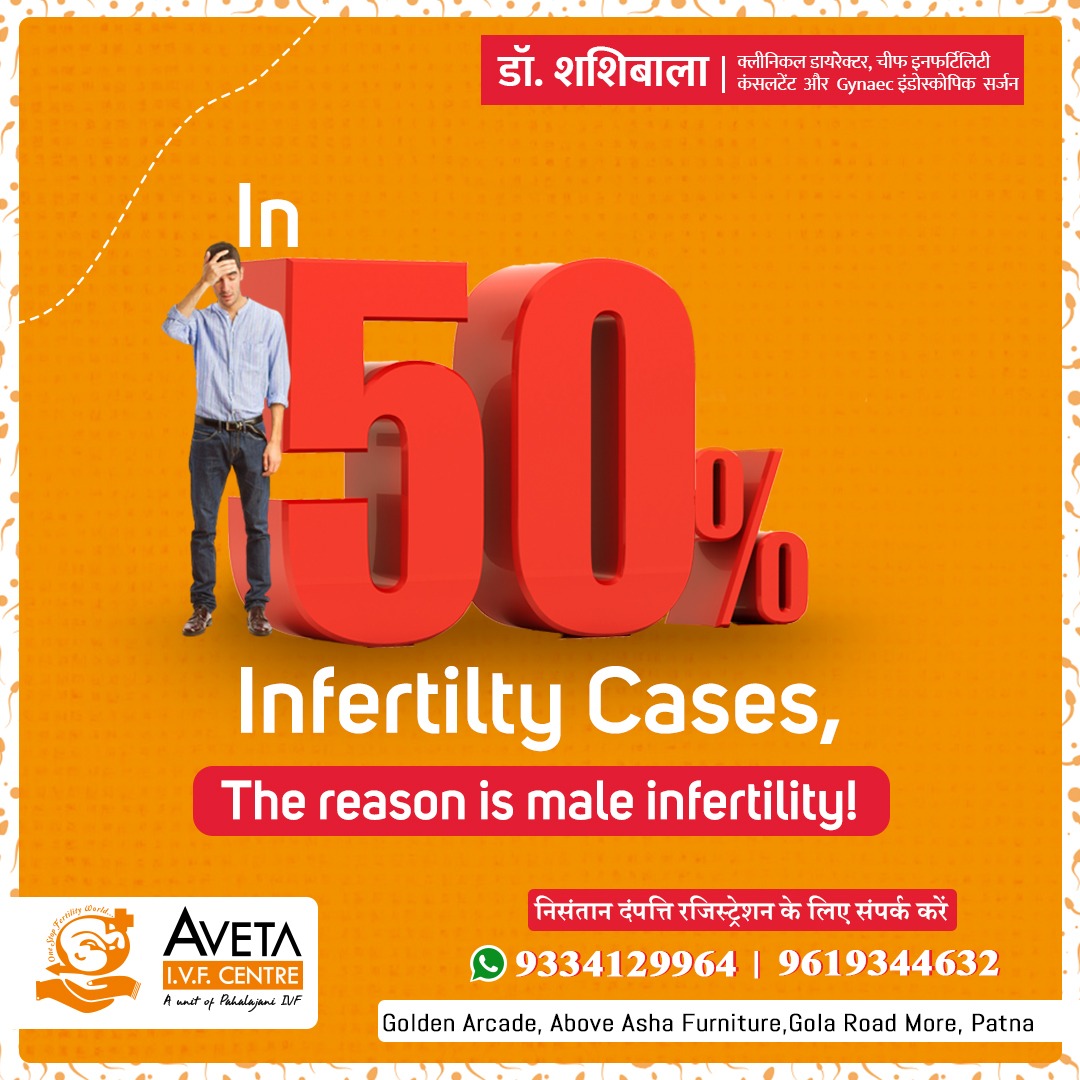 डॉ. शशिबाला | क्लीनिकल डायरेक्टर, चीफ इनफर्टिलिटी
कंसलटेंट और Gynaec इंडोस्कोपिक सर्जन
In
50%
Infertilty Cases,
The reason is male infertility!
One Stop Fertility World...
AVETA
I.V.F. CENTRE
A unit of Pahalajani IVF
निसंतान दंपत्ति रजिस्ट्रेशन के लिए संपर्क करें
9334129964 | 9619344632
Golden Arcade, Above Asha Furniture,Gola Road More, Patna